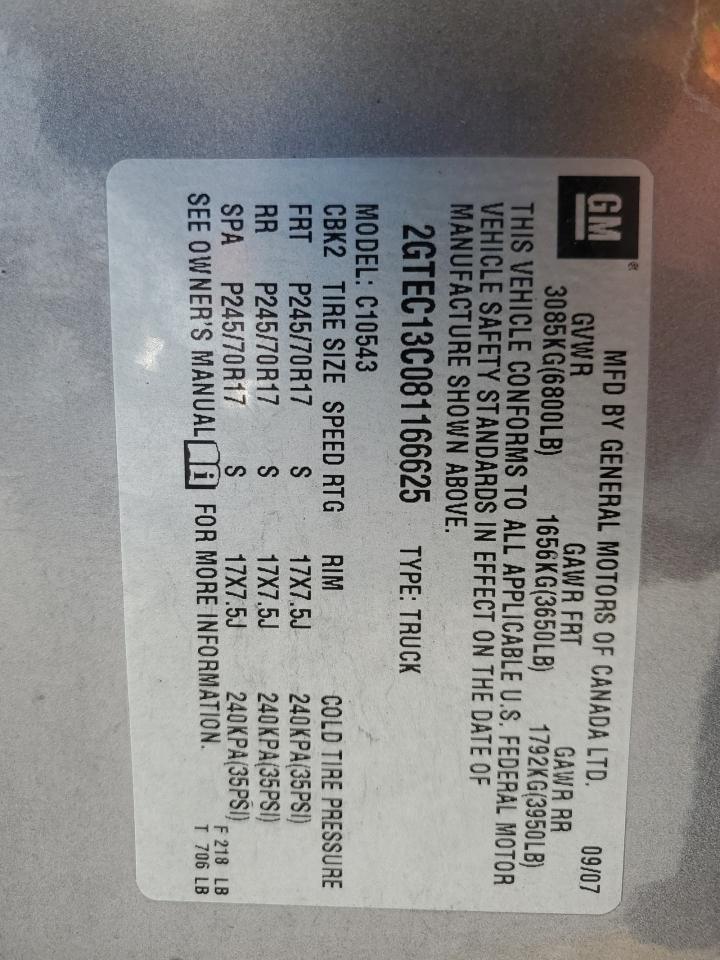 GM®
MFD BY GENERAL MOTORS OF CANADA LTD. 09/07
GVWR GAWR FRT GAWR RR
3085KG(6800LB) 1656KG(3650LB) 1792KG(3950LB)
THIS VEHICLE CONFORMS TO ALL APPLICABLE U.S. FEDERAL MOTOR
VEHICLE SAFETY STANDARDS IN EFFECT ON THE DATE OF
MANUFACTURE SHOWN ABOVE.
2GTEC13C081166625 TYPE: TRUCK
MODEL: C10543
CBK2 TIRE SIZE SPEED RTG RIM COLD TIRE PRESSURE
FRT P245/70R17 S 17X7.5J 240KPA(35PSI)
RR P245/70R17 S 17X7.5J 240KPA(35PSI)
SPA P245/70R17 S 17X7.5J 240KPA(35PSI)
SEE OWNER'S MANUAL i FOR MORE INFORMATION.
F 218 LB
T 706 LB